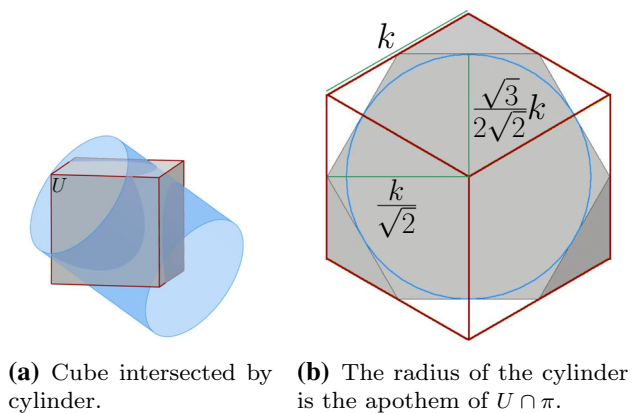 k
√3
2√2
k
U
k
√2
(a) Cube intersected by
cylinder.
(b) The radius of the cylinder
is the apothem of U ∩ π.